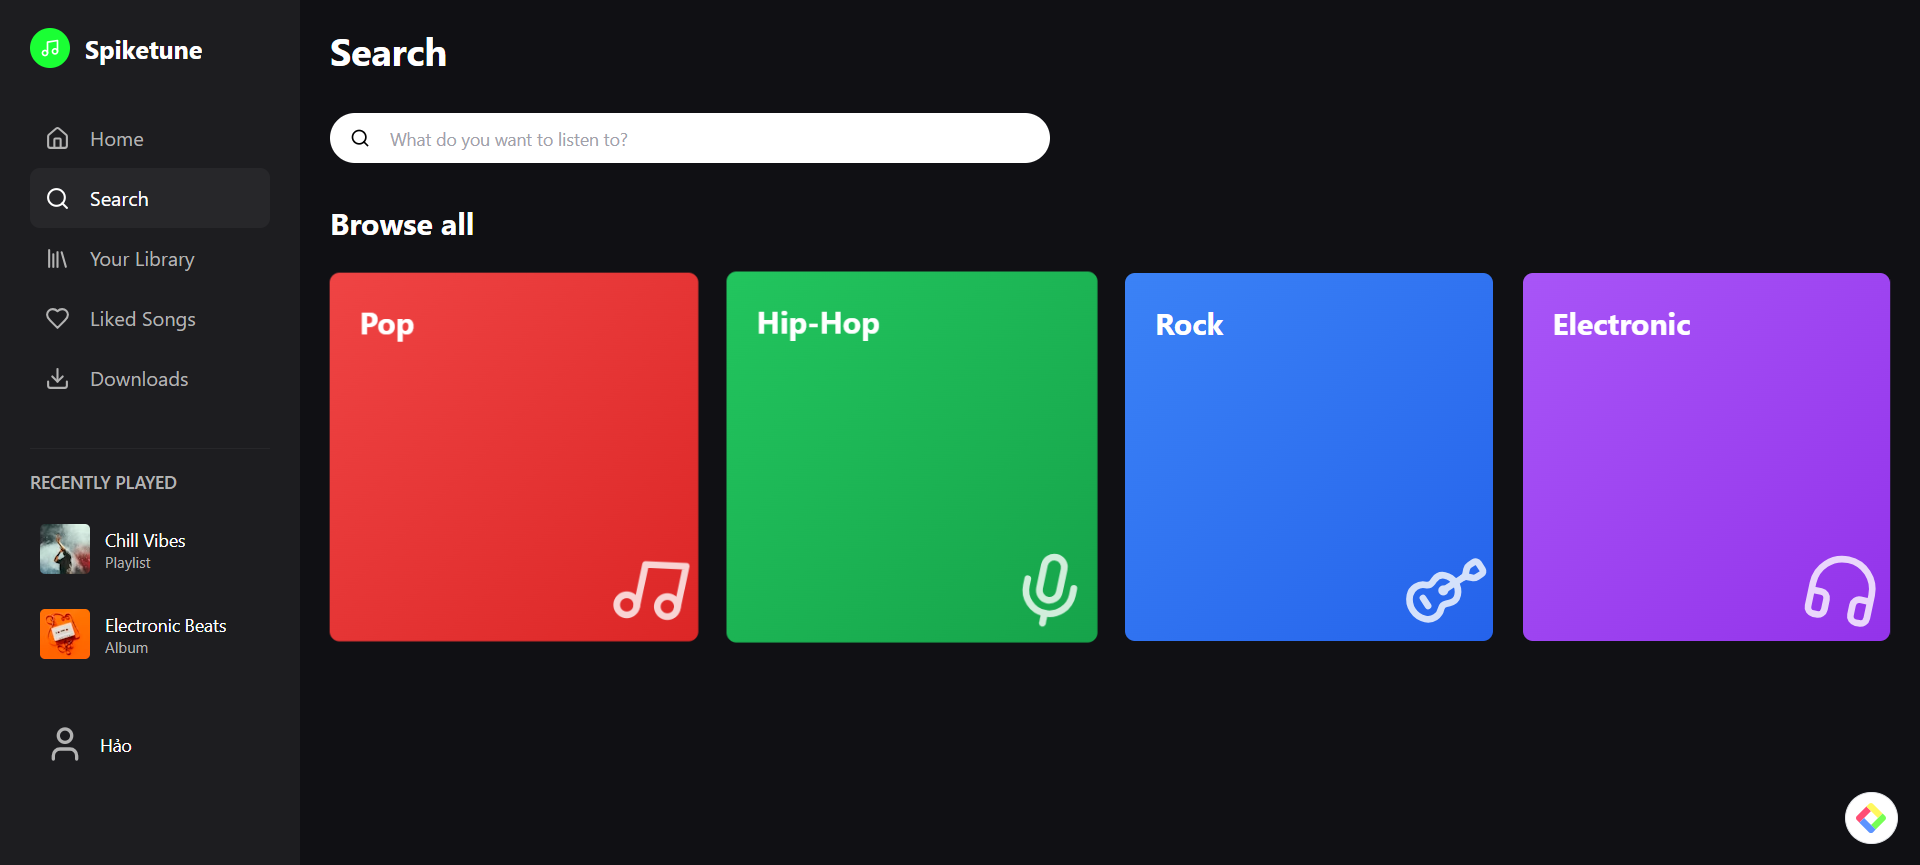 Spiketune
Home
Search
Your Library
Liked Songs
Downloads
RECENTLY PLAYED
Chill Vibes
Playlist
Electronic Beats
Album
Hảo
Search
What do you want to listen to?
Browse all
Pop
Hip-Hop
Rock
Electronic